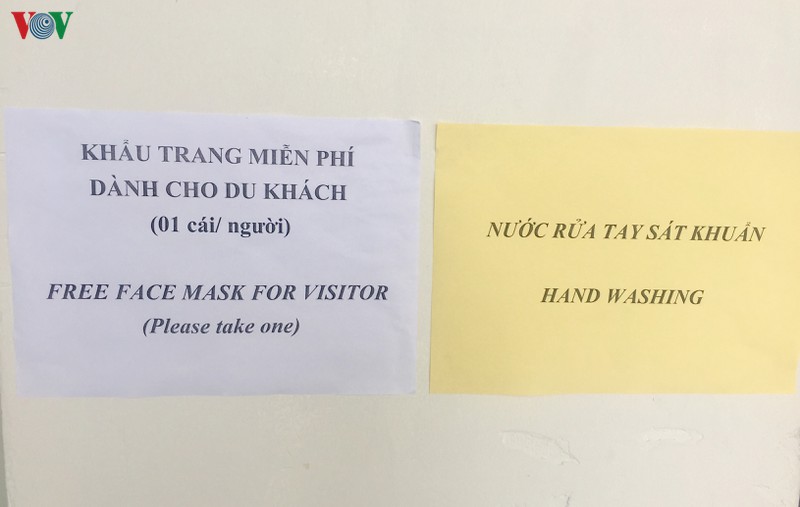 VOV
KHẨU TRANG MIỄN PHÍ
DÀNH CHO DU KHÁCH
(01 cái/ người)
FREE FACE MASK FOR VISITOR
(Please take one)
NƯỚC RỬA TAY SÁT KHUẨN
HAND WASHING